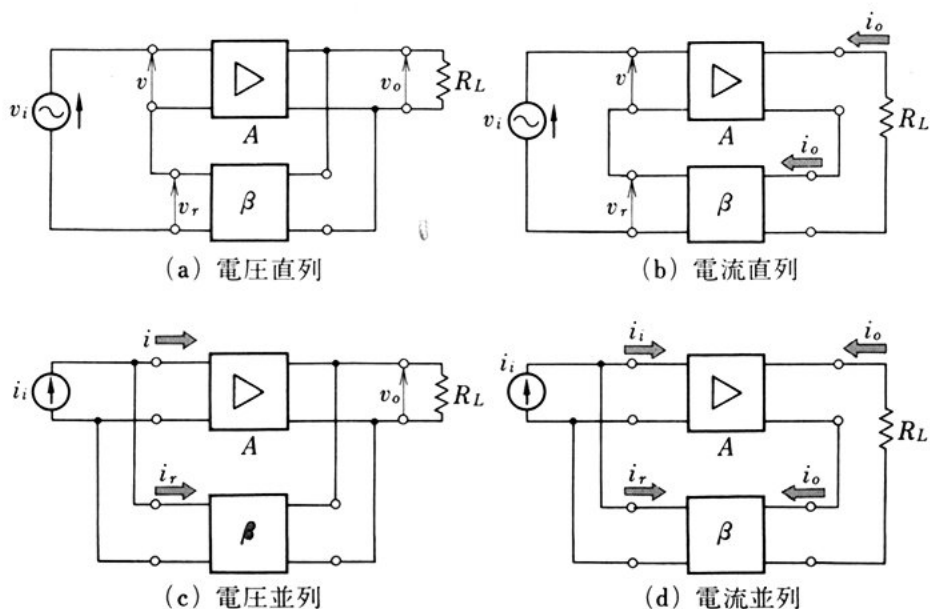 v_i
v
A
v_o
R_L
v_r
β
(a) 電圧直列
i_o
v_i
v
A
R_L
i_o
v_r
β
(b) 電流直列
i
i_i
A
v_o
R_L
i_r
β
(c) 電圧並列
i_i
i_o
i_i
A
R_L
i_r
i_o
β
(d) 電流並列